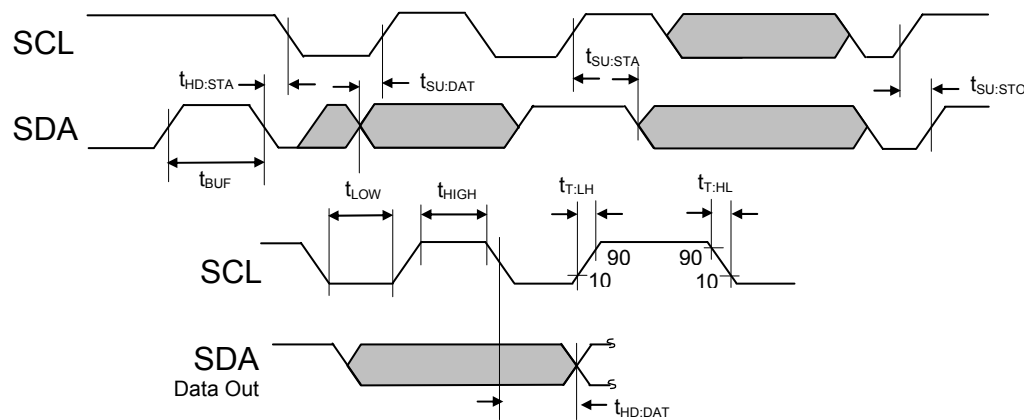 SCL
tHD:STA
tSU:DAT
tSU:STA
tSU:STO
SDA
tBUF
tLOW
tHIGH
tT:LH
tT:HL
SCL
90
10
90
10
SDA
Data Out
tHD:DAT